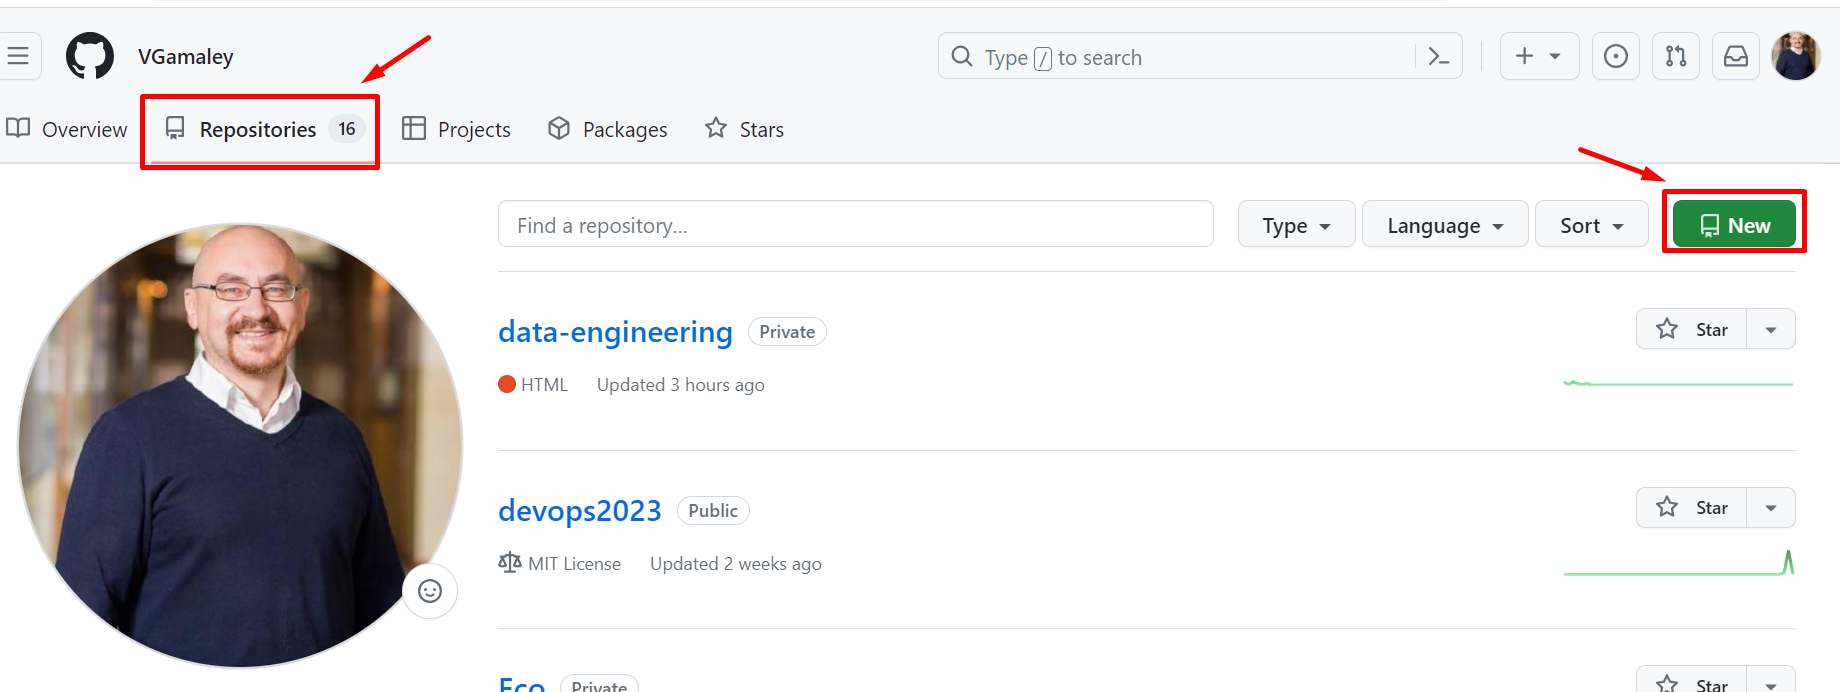 VGamaley
Type / to search
Overview Repositories 16 Projects Packages Stars
Find a repository... Type Language Sort New
data-engineering Private Star
HTML Updated 3 hours ago
devops2023 Public Star
MIT License Updated 2 weeks ago
Eco Private Star